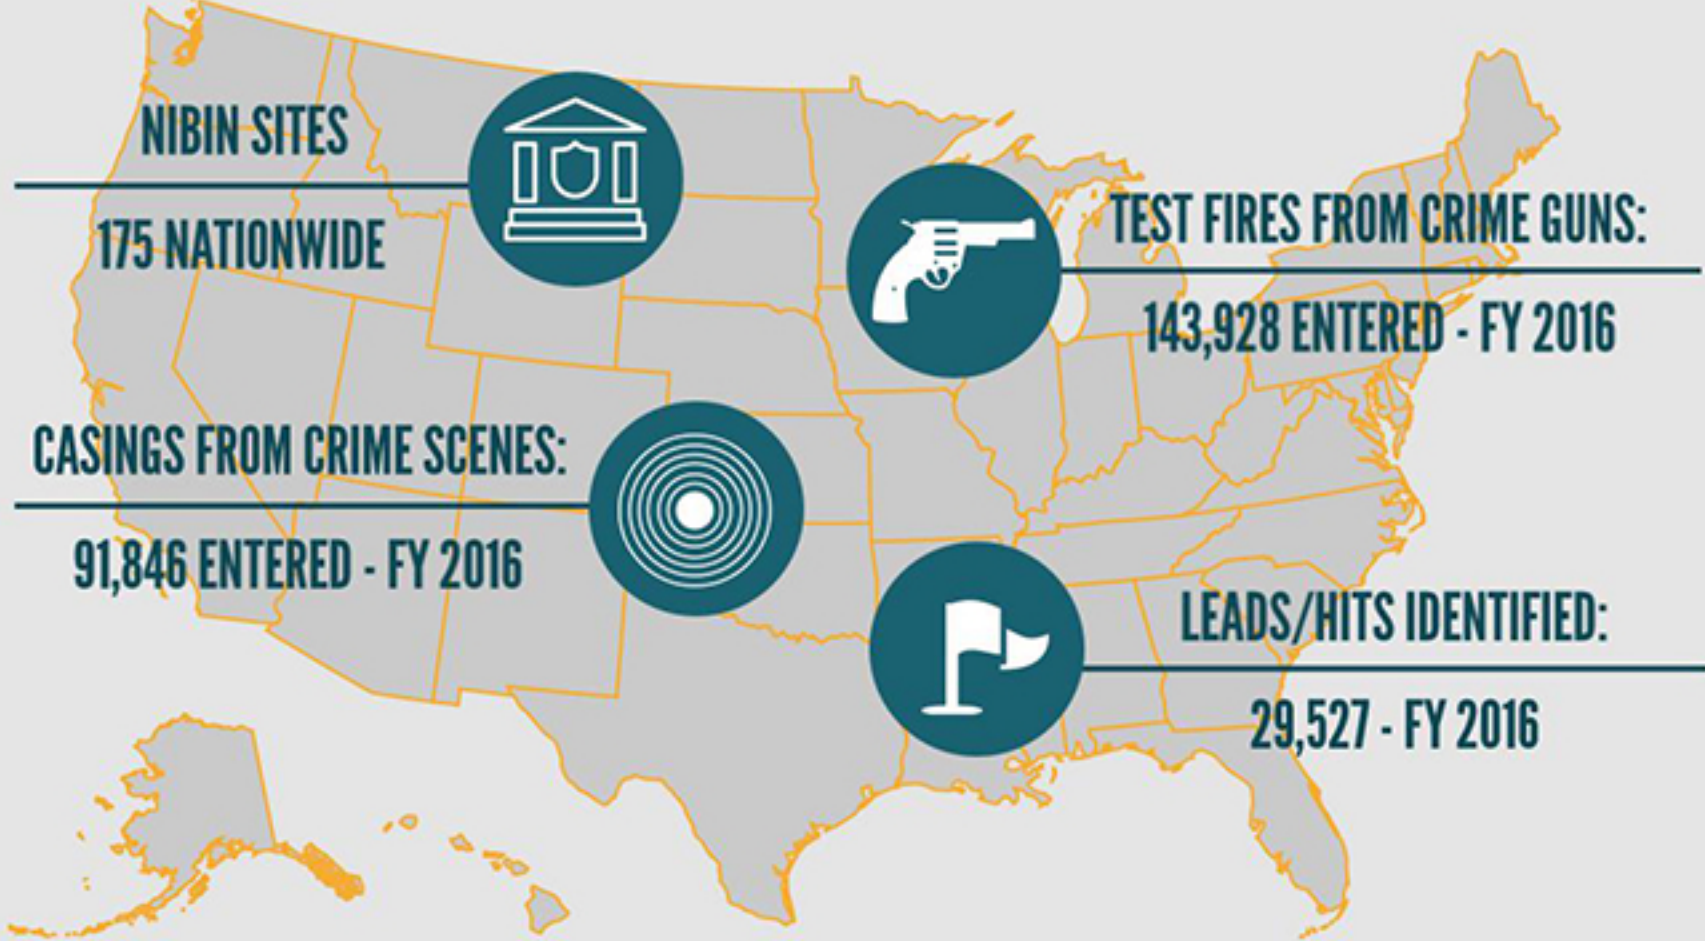 NIBIN SITES
175 NATIONWIDE
TEST FIRES FROM CRIME GUNS:
143,928 ENTERED - FY 2016
CASINGS FROM CRIME SCENES:
91,846 ENTERED - FY 2016
LEADS/HITS IDENTIFIED:
29,527 - FY 2016